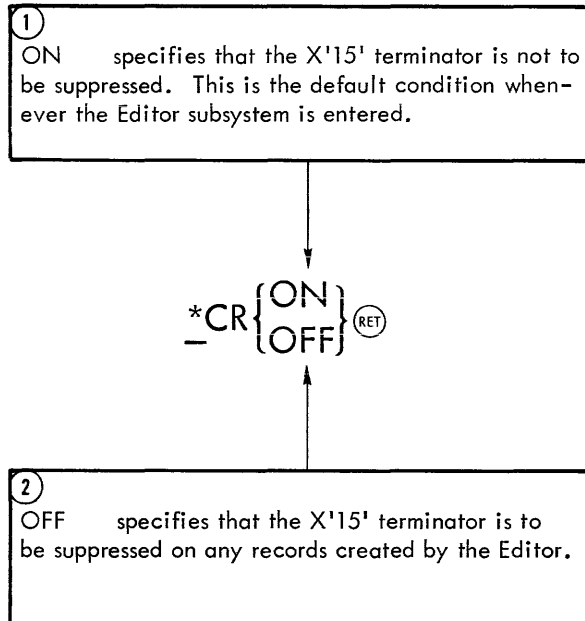 1
ON specifies that the X'15' terminator is not to
be suppressed. This is the default condition when-
ever the Editor subsystem is entered.
*CR{ON
OFF} RET
2
OFF specifies that the X'15' terminator is to
be suppressed on any records created by the Editor.